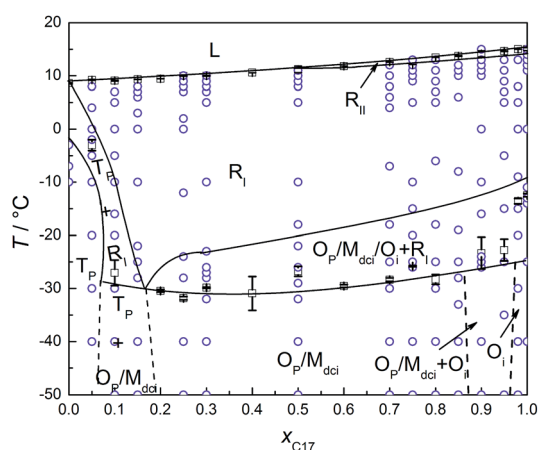 20
10
0
-10
-20
-30
-40
-50
T / °C
L
R_II
R_I
T_P
+
R_I
T_P
O_P/M_dci/O_i+R_I
T_P
+
O_P/M_dci
O_P/M_dci
O_P/M_dci+O_i
O_i
0.0 0.1 0.2 0.3 0.4 0.5 0.6 0.7 0.8 0.9 1.0
x_C17